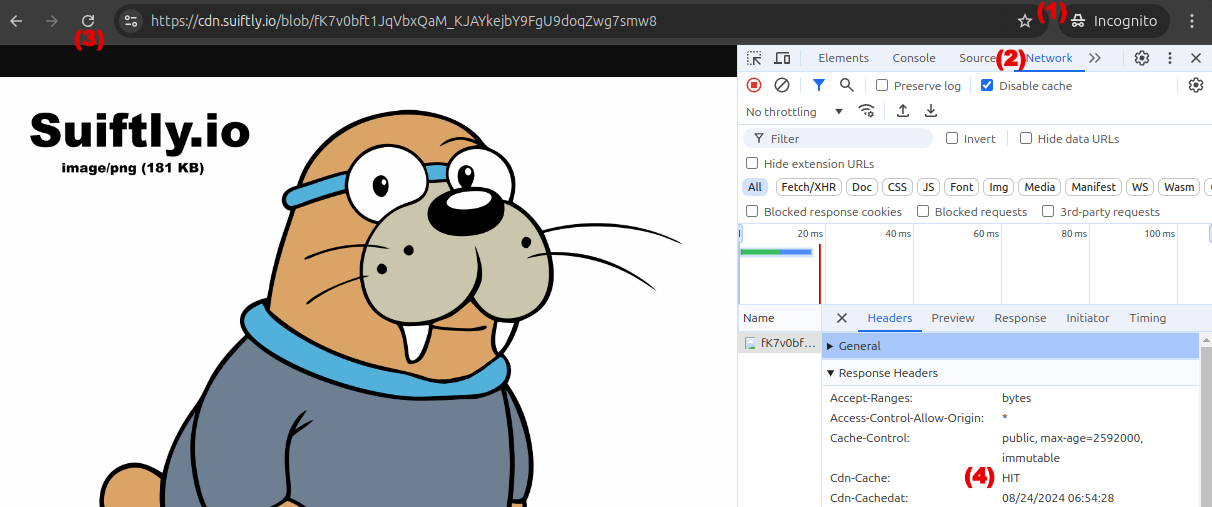 https://cdn.suiftly.io/blob/fK7v0bft1JqVbxQaM_KJAYkejbY9FgU9doqZwg7smw8
(1)
Incognito
(3)
Suiftly.io
image/png (181 KB)
Elements
Console
Sourc
(2)
Network
Preserve log
Disable cache
No throttling
Filter
Invert
Hide data URLs
Hide extension URLs
All
Fetch/XHR
Doc
CSS
JS
Font
Img
Media
Manifest
WS
Wasm
Blocked response cookies
Blocked requests
3rd-party requests
20 ms
40 ms
60 ms
80 ms
100 ms
Name
Headers
Preview
Response
Initiator
Timing
fK7v0bf...
General
Response Headers
Accept-Ranges: bytes
Access-Control-Allow-Origin: *
Cache-Control: public, max-age=2592000,
immutable
Cdn-Cache: (4) HIT
Cdn-Cachedat: 08/24/2024 06:54:28